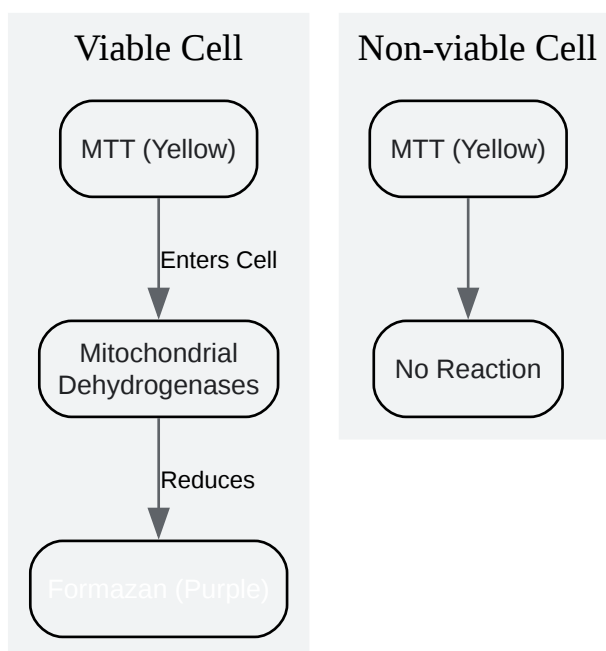 Viable Cell
MTT (Yellow)
Enters Cell
Mitochondrial
Dehydrogenases
Reduces
Formazan (Purple)
Non-viable Cell
MTT (Yellow)
No Reaction